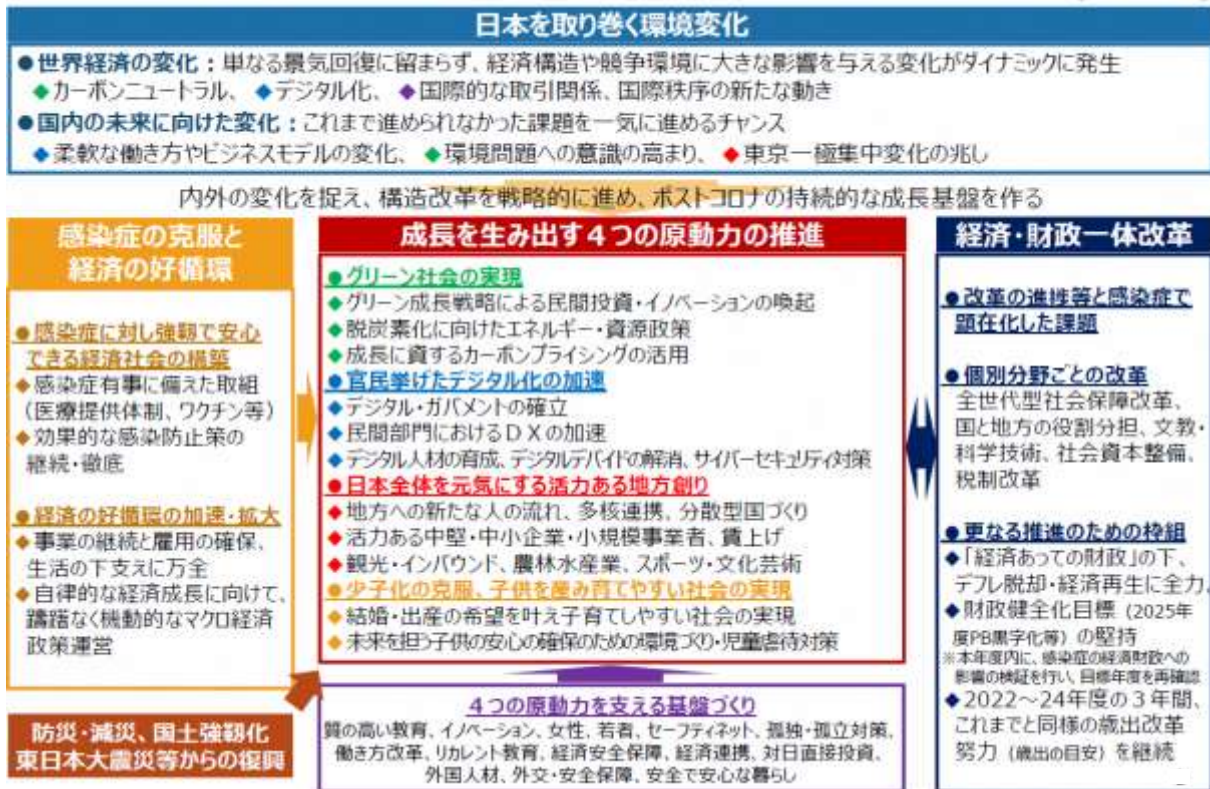 日本を取り巻く環境変化
●世界経済の変化：単なる景気回復に留まらず、経済構造や競争環境に大きな影響を与える変化がダイナミックに発生
◆カーボンニュートラル、◆デジタル化、◆国際的な取引関係、国際秩序の新たな動き
●国内の未来に向けた変化：これまで進められなかった課題を一気に進めるチャンス
◆柔軟な働き方やビジネスモデルの変化、◆環境問題への意識の高まり、◆東京一極集中変化の兆し
内外の変化を捉え、構造改革を戦略的に進め、ポストコロナの持続的な成長基盤を作る
感染症の克服と
経済の好循環
●感染症に対し強靱で安心
できる経済社会の構築
◆感染症有事に備えた取組
（医療提供体制、ワクチン等）
◆効果的な感染防止策の
継続・徹底
●経済の好循環の加速・拡大
◆事業の継続と雇用の確保、
生活の下支えに万全
◆自律的な経済成長に向けて、
躊躇なく機動的なマクロ経済
政策運営
防災・減災、国土強靱化
東日本大震災等からの復興
成長を生み出す４つの原動力の推進
●グリーン社会の実現
◆グリーン成長戦略による民間投資・イノベーションの喚起
◆脱炭素化に向けたエネルギー・資源政策
◆成長に資するカーボンプライシングの活用
●官民挙げたデジタル化の加速
◆デジタル・ガバメントの確立
◆民間部門におけるＤＸの加速
◆デジタル人材の育成、デジタルデバイドの解消、サイバーセキュリティ対策
●日本全体を元気にする活力ある地方創り
◆地方への新たな人の流れ、多核連携、分散型国づくり
◆活力ある中堅・中小企業・小規模事業者、賃上げ
◆観光・インバウンド、農林水産業、スポーツ・文化芸術
●少子化の克服、子供を産み育てやすい社会の実現
◆結婚・出産の希望を叶え子育てしやすい社会の実現
◆未来を担う子供の安心の確保のための環境づくり・児童虐待対策
４つの原動力を支える基盤づくり
質の高い教育、イノベーション、女性、若者、セーフティネット、孤独・孤立対策、
働き方改革、リカレント教育、経済安全保障、経済連携、対日直接投資、
外国人材、外交・安全保障、安全で安心な暮らし
経済・財政一体改革
●改革の進捗等と感染症で
顕在化した課題
●個別分野ごとの改革
全世代型社会保障改革、
国と地方の役割分担、文教・
科学技術、社会資本整備、
税制改革
●更なる推進のための枠組
◆「経済あっての財政」の下、
デフレ脱却・経済再生に全力、
◆財政健全化目標（2025年
度PB黒字化等）の堅持
※本年度内に、感染症の経済財政への
影響の検証を行い、目標年度を再確認
◆2022～24年度の３年間、
これまでと同様の歳出改革
努力（歳出の目安）を継続